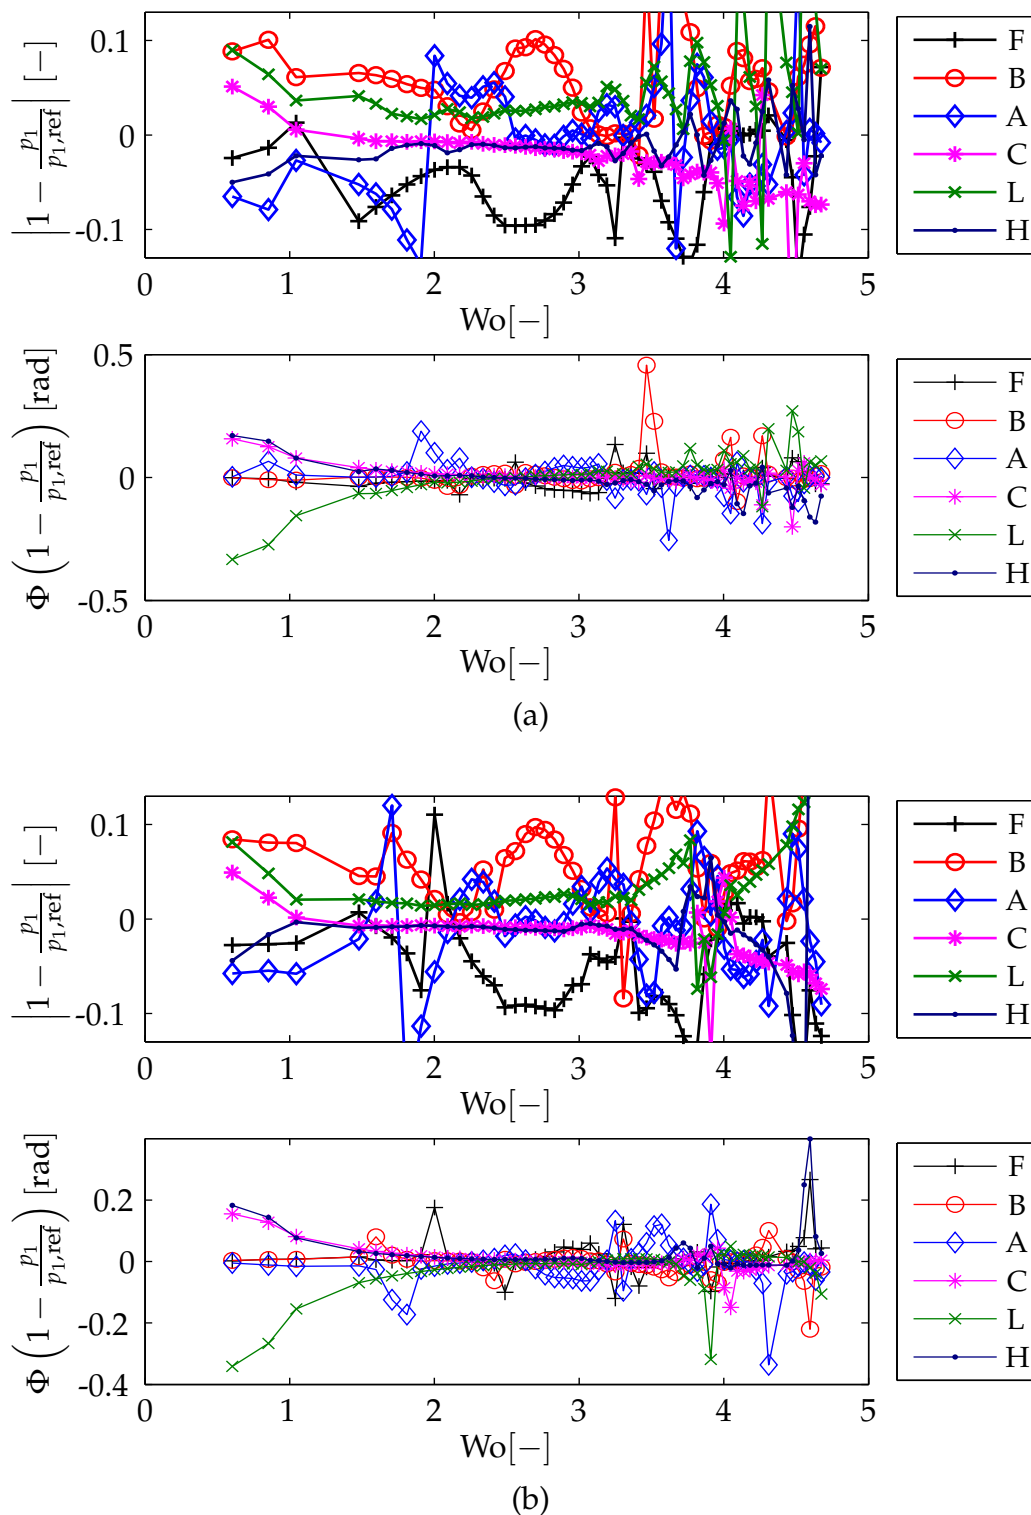 |1 − p₁/p₁,ref| [−]
0.1
0
-0.1
0 1 2 3 4 5
Wo[−]
F
B
A
C
L
H
Φ (1 − p₁/p₁,ref) [rad]
0.5
0
-0.5
0 1 2 3 4 5
Wo[−]
F
B
A
C
L
H
(a)
|1 − p₁/p₁,ref| [−]
0.1
0
-0.1
0 1 2 3 4 5
Wo[−]
F
B
A
C
L
H
Φ (1 − p₁/p₁,ref) [rad]
0.2
0
-0.2
-0.4
0 1 2 3 4 5
Wo[−]
F
B
A
C
L
H
(b)